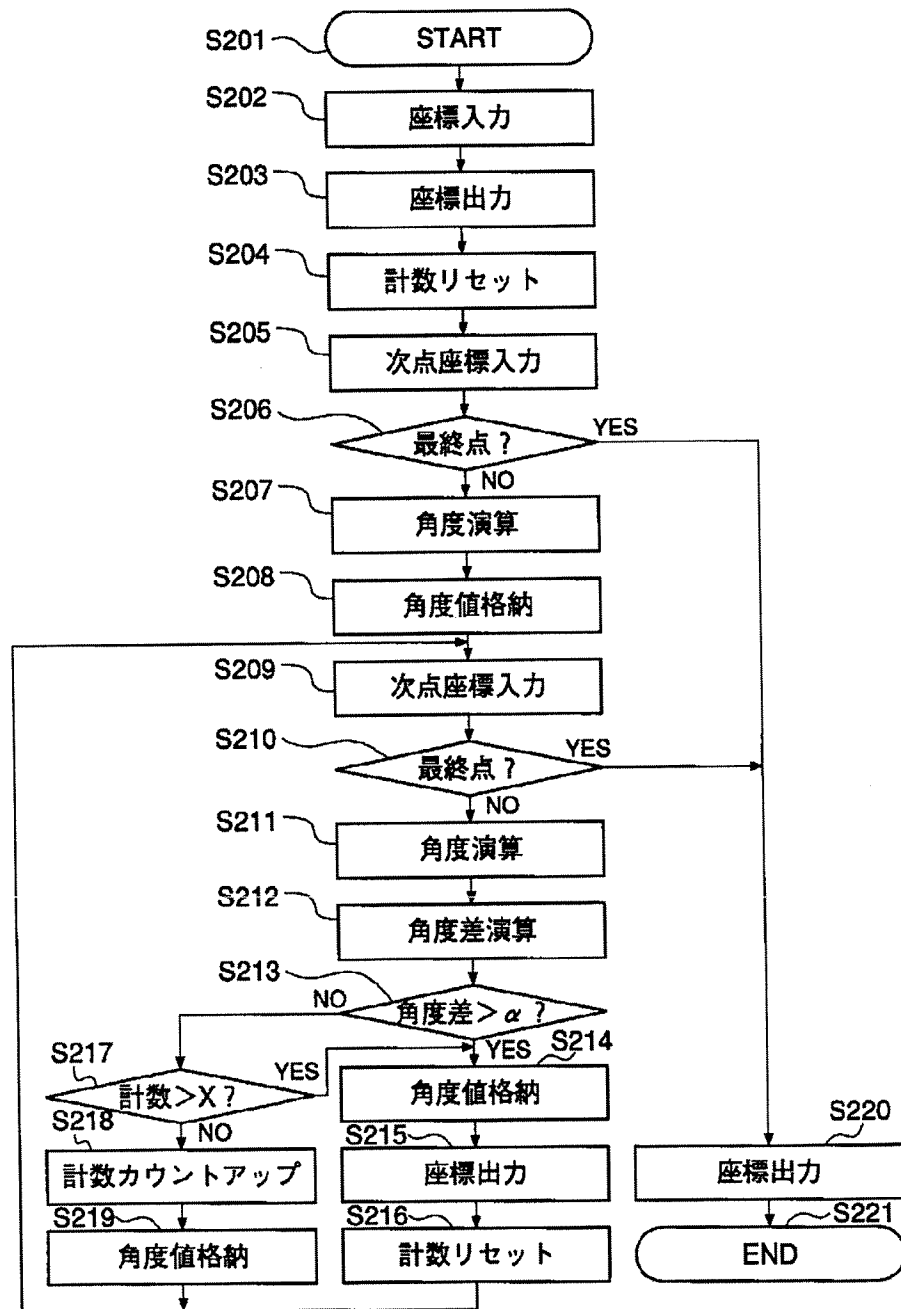 S201
START
S202
座標入力
S203
座標出力
S204
計数リセット
S205
次点座標入力
S206
最終点？
YES
NO
S207
角度演算
S208
角度値格納
S209
次点座標入力
S210
最終点？
YES
NO
S211
角度演算
S212
角度差演算
S213
角度差＞α？
NO
YES
S214
角度値格納
S217
計数＞X？
YES
NO
S218
計数カウントアップ
S215
座標出力
S220
座標出力
S219
角度値格納
S216
計数リセット
S221
END